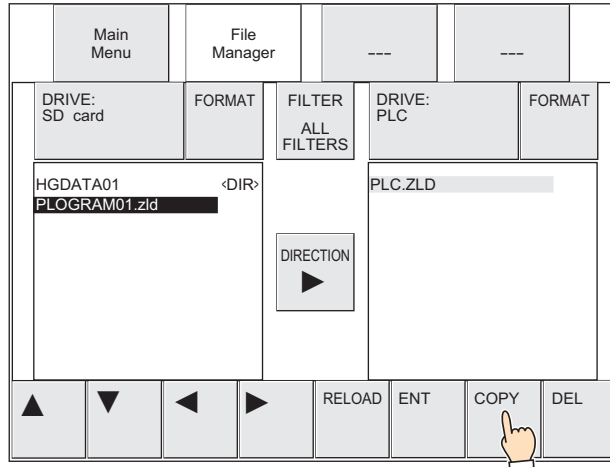 Main
Menu
File
Manager
---
---
DRIVE:
SD card
FORMAT
FILTER
ALL
FILTERS
DRIVE:
PLC
FORMAT
HGDATA01 <DIR>
PLOGRAM01.zld
PLC.ZLD
DIRECTION
▶
▲ ▼ ◀ ▶ RELOAD ENT COPY DEL